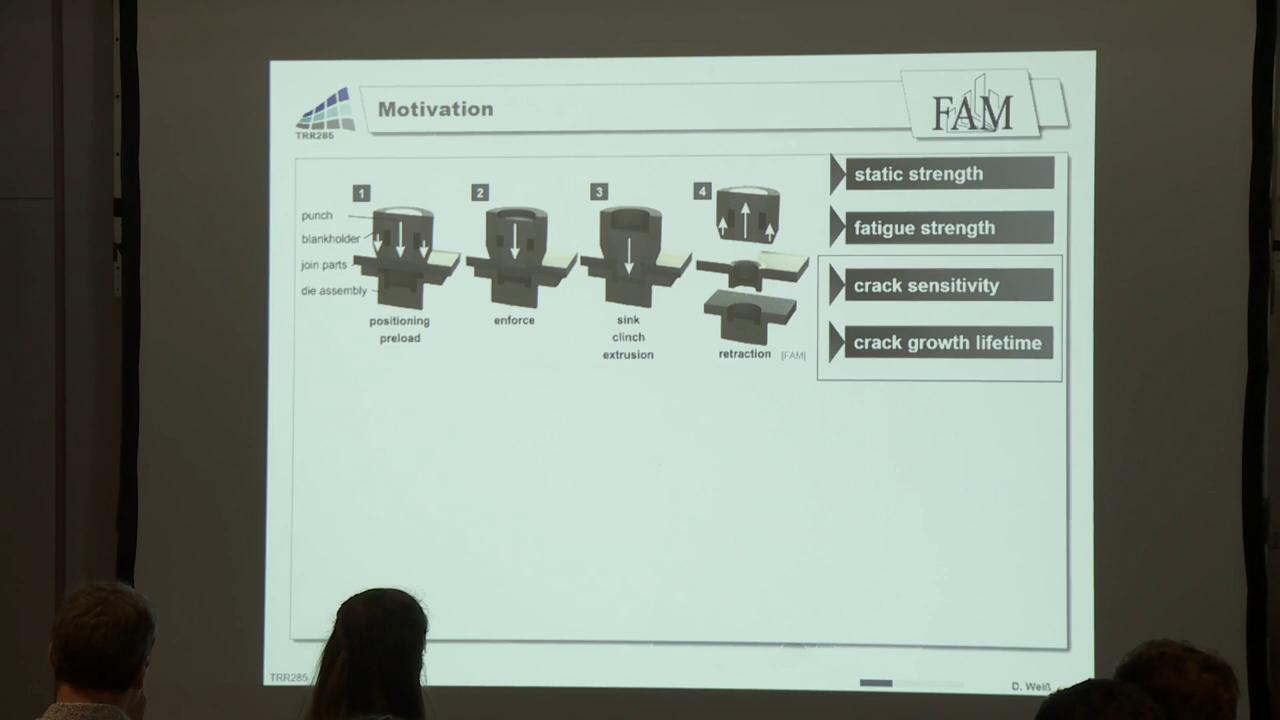 TRR285
Motivation
FAM
1
2
3
4
punch
blankholder
join parts
die assembly
positioning
preload
enforce
sink
clinch
extrusion
retraction [FAM]
static strength
fatigue strength
crack sensitivity
crack growth lifetime
TRR285
D. Weiß